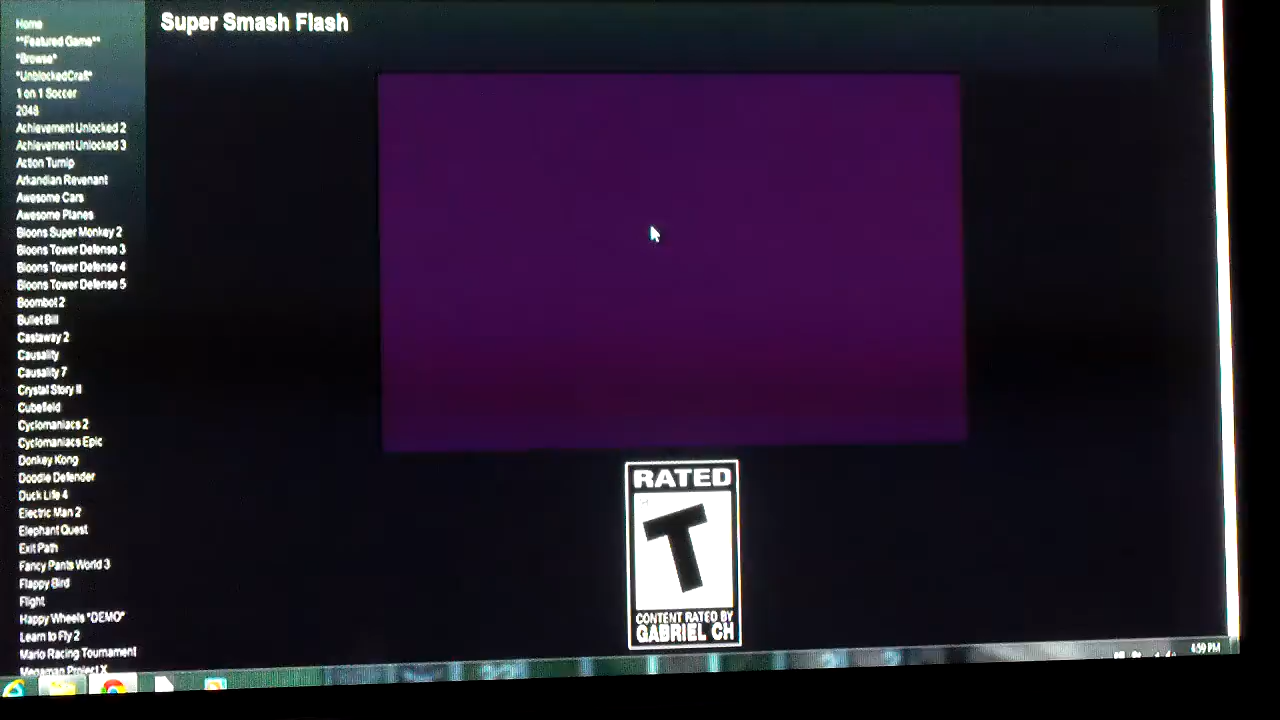 Super Smash Flash
Home
**Featured Game**
*Browse*
*UnblockedCraft*
1 on 1 Soccer
2048
Achievement Unlocked 2
Achievement Unlocked 3
Action Turnip
Arkandian Revenant
Awesome Cars
Awesome Planes
Bloons Super Monkey 2
Bloons Tower Defense 3
Bloons Tower Defense 4
Bloons Tower Defense 5
Boombot 2
Bullet Bill
Castaway 2
Causality
Causality 7
Crystal Story II
Cubefield
Cyclomaniacs 2
Cyclomaniacs Epic
Donkey Kong
Doodle Defender
Duck Life 4
Electric Man 2
Elephant Quest
Exit Path
Fancy Pants World 3
Flappy Bird
Flight
Happy Wheels *DEMO*
Learn to Fly 2
Mario Racing Tournament
Megaman Project X
RATED
T
CONTENT RATED BY
GABRIEL CH
4:59 PM